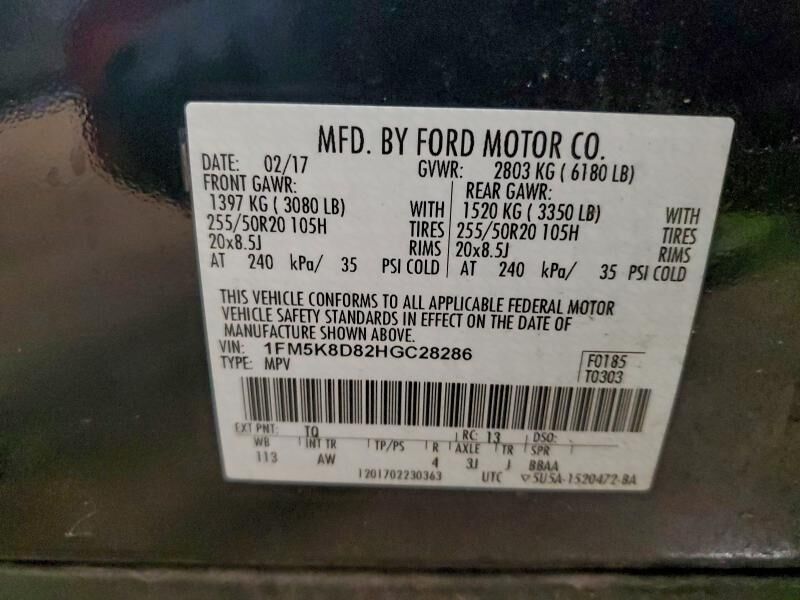 MFD. BY FORD MOTOR CO.
DATE: 02/17 GVWR: 2803 KG ( 6180 LB)
FRONT GAWR: REAR GAWR:
1397 KG ( 3080 LB) WITH 1520 KG ( 3350 LB) WITH
255/50R20 105H TIRES 255/50R20 105H TIRES
20x8.5J RIMS 20x8.5J RIMS
AT 240 kPa/ 35 PSI COLD AT 240 kPa/ 35 PSI COLD
THIS VEHICLE CONFORMS TO ALL APPLICABLE FEDERAL MOTOR
VEHICLE SAFETY STANDARDS IN EFFECT ON THE DATE OF
MANUFACTURE SHOWN ABOVE.
VIN: 1FM5K8D82HGC28286
TYPE: MPV
F0185
T0303
EXT PNT: TQ RC: 13 DSO:
WB INT TR TP/PS R AXLE TR SPR
113 AW 4 3J J BBAA
1201702230363 UTC ▽5U5A-1520472-BA